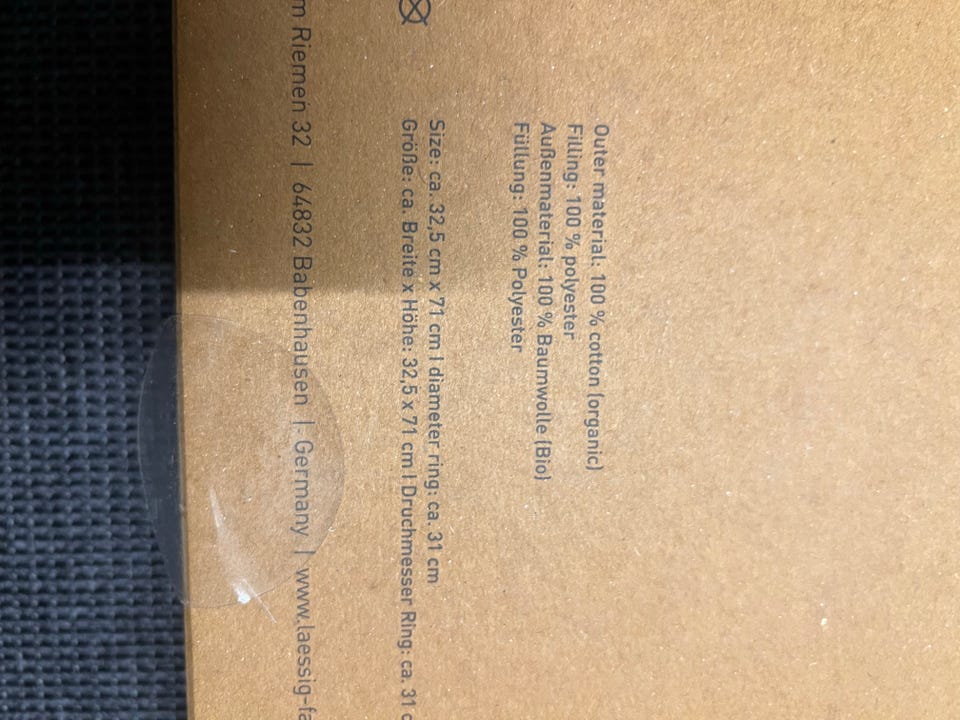 Outer material: 100 % cotton (organic)
Filling: 100 % polyester
Außenmaterial: 100 % Baumwolle (Bio)
Füllung: 100 % Polyester
Size: ca. 32,5 cm x 71 cm | diameter ring: ca. 31 cm
Größe: ca. Breite x Höhe: 32,5 x 71 cm | Druchmesser Ring: ca. 31 c
m Riemen 32 | 64832 Babenhausen | Germany | www.laessig-fa